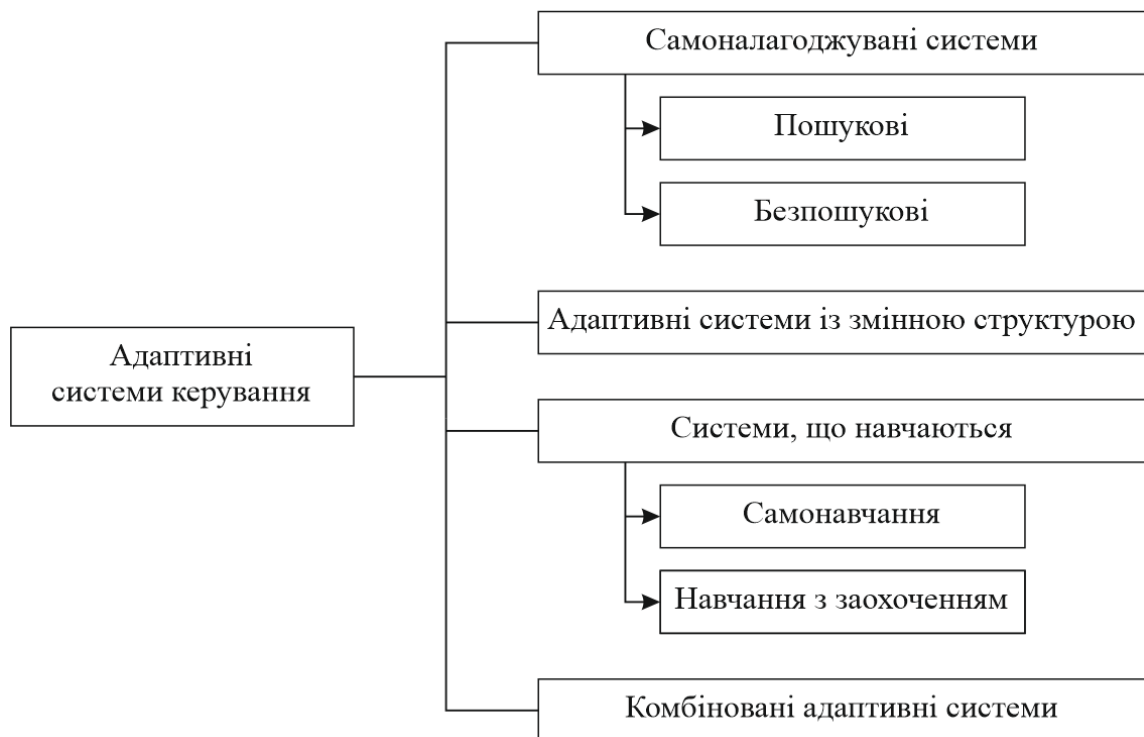 Самоналагоджувані системи
Пошукові
Безпошукові
Адаптивні системи із змінною структурою
Адаптивні
системи керування
Системи, що навчаються
Самонавчання
Навчання з заохоченням
Комбіновані адаптивні системи